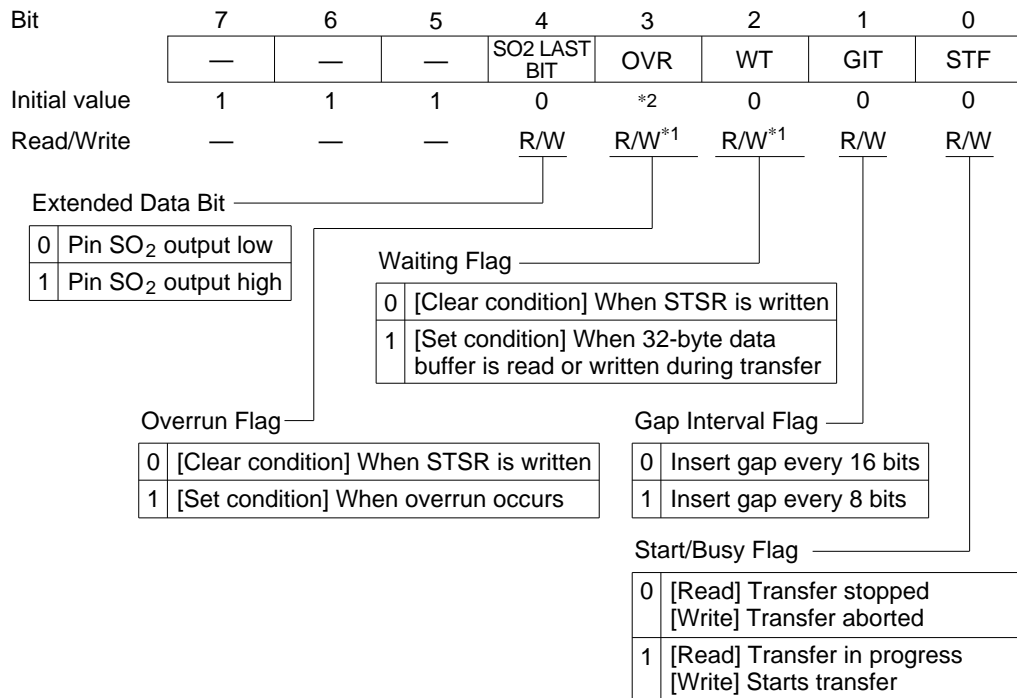 Bit 7 6 5 4 3 2 1 0
— — — SO2 LAST BIT OVR WT GIT STF
Initial value 1 1 1 0 *2 0 0 0
Read/Write — — — R/W R/W*1 R/W*1 R/W R/W
Extended Data Bit
0 Pin SO2 output low
1 Pin SO2 output high
Waiting Flag
0 [Clear condition] When STSR is written
1 [Set condition] When 32-byte data
buffer is read or written during transfer
Overrun Flag
0 [Clear condition] When STSR is written
1 [Set condition] When overrun occurs
Gap Interval Flag
0 Insert gap every 16 bits
1 Insert gap every 8 bits
Start/Busy Flag
0 [Read] Transfer stopped
[Write] Transfer aborted
1 [Read] Transfer in progress
[Write] Starts transfer